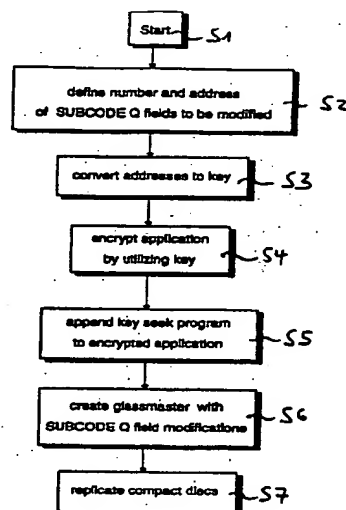 Start
S1
define number and address
of SUBCODE Q fields to be modified
S2
convert addresses to key
S3
encrypt application
by utilizing key
S4
append key seek program
to encrypted application
S5
create glassmaster with
SUBCODE Q field modifications
S6
replicate compact discs
S7